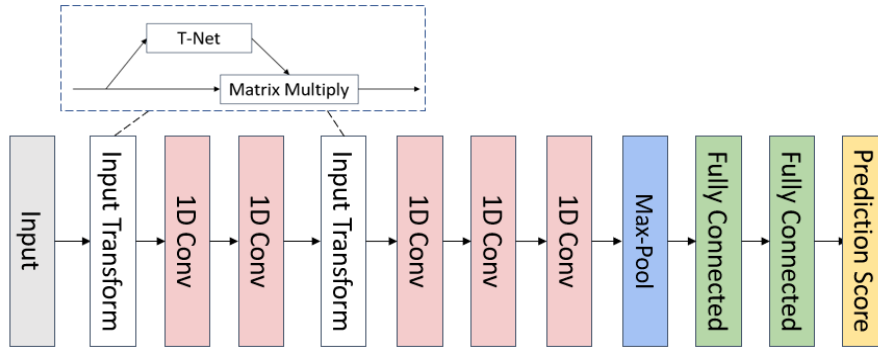 T-Net
Matrix Multiply
Input
Input Transform
1D Conv
1D Conv
Input Transform
1D Conv
1D Conv
1D Conv
Max-Pool
Fully Connected
Fully Connected
Prediction Score